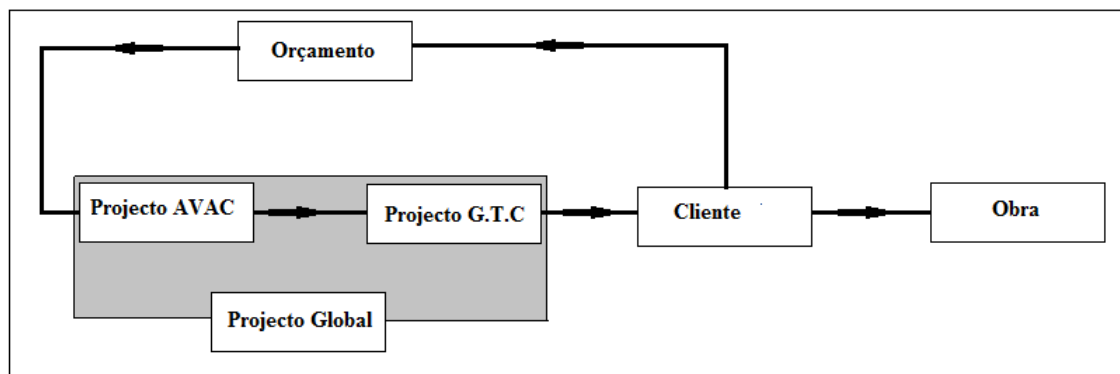 Orçamento
Projecto AVAC
Projecto G.T.C
Cliente
Obra
Projecto Global